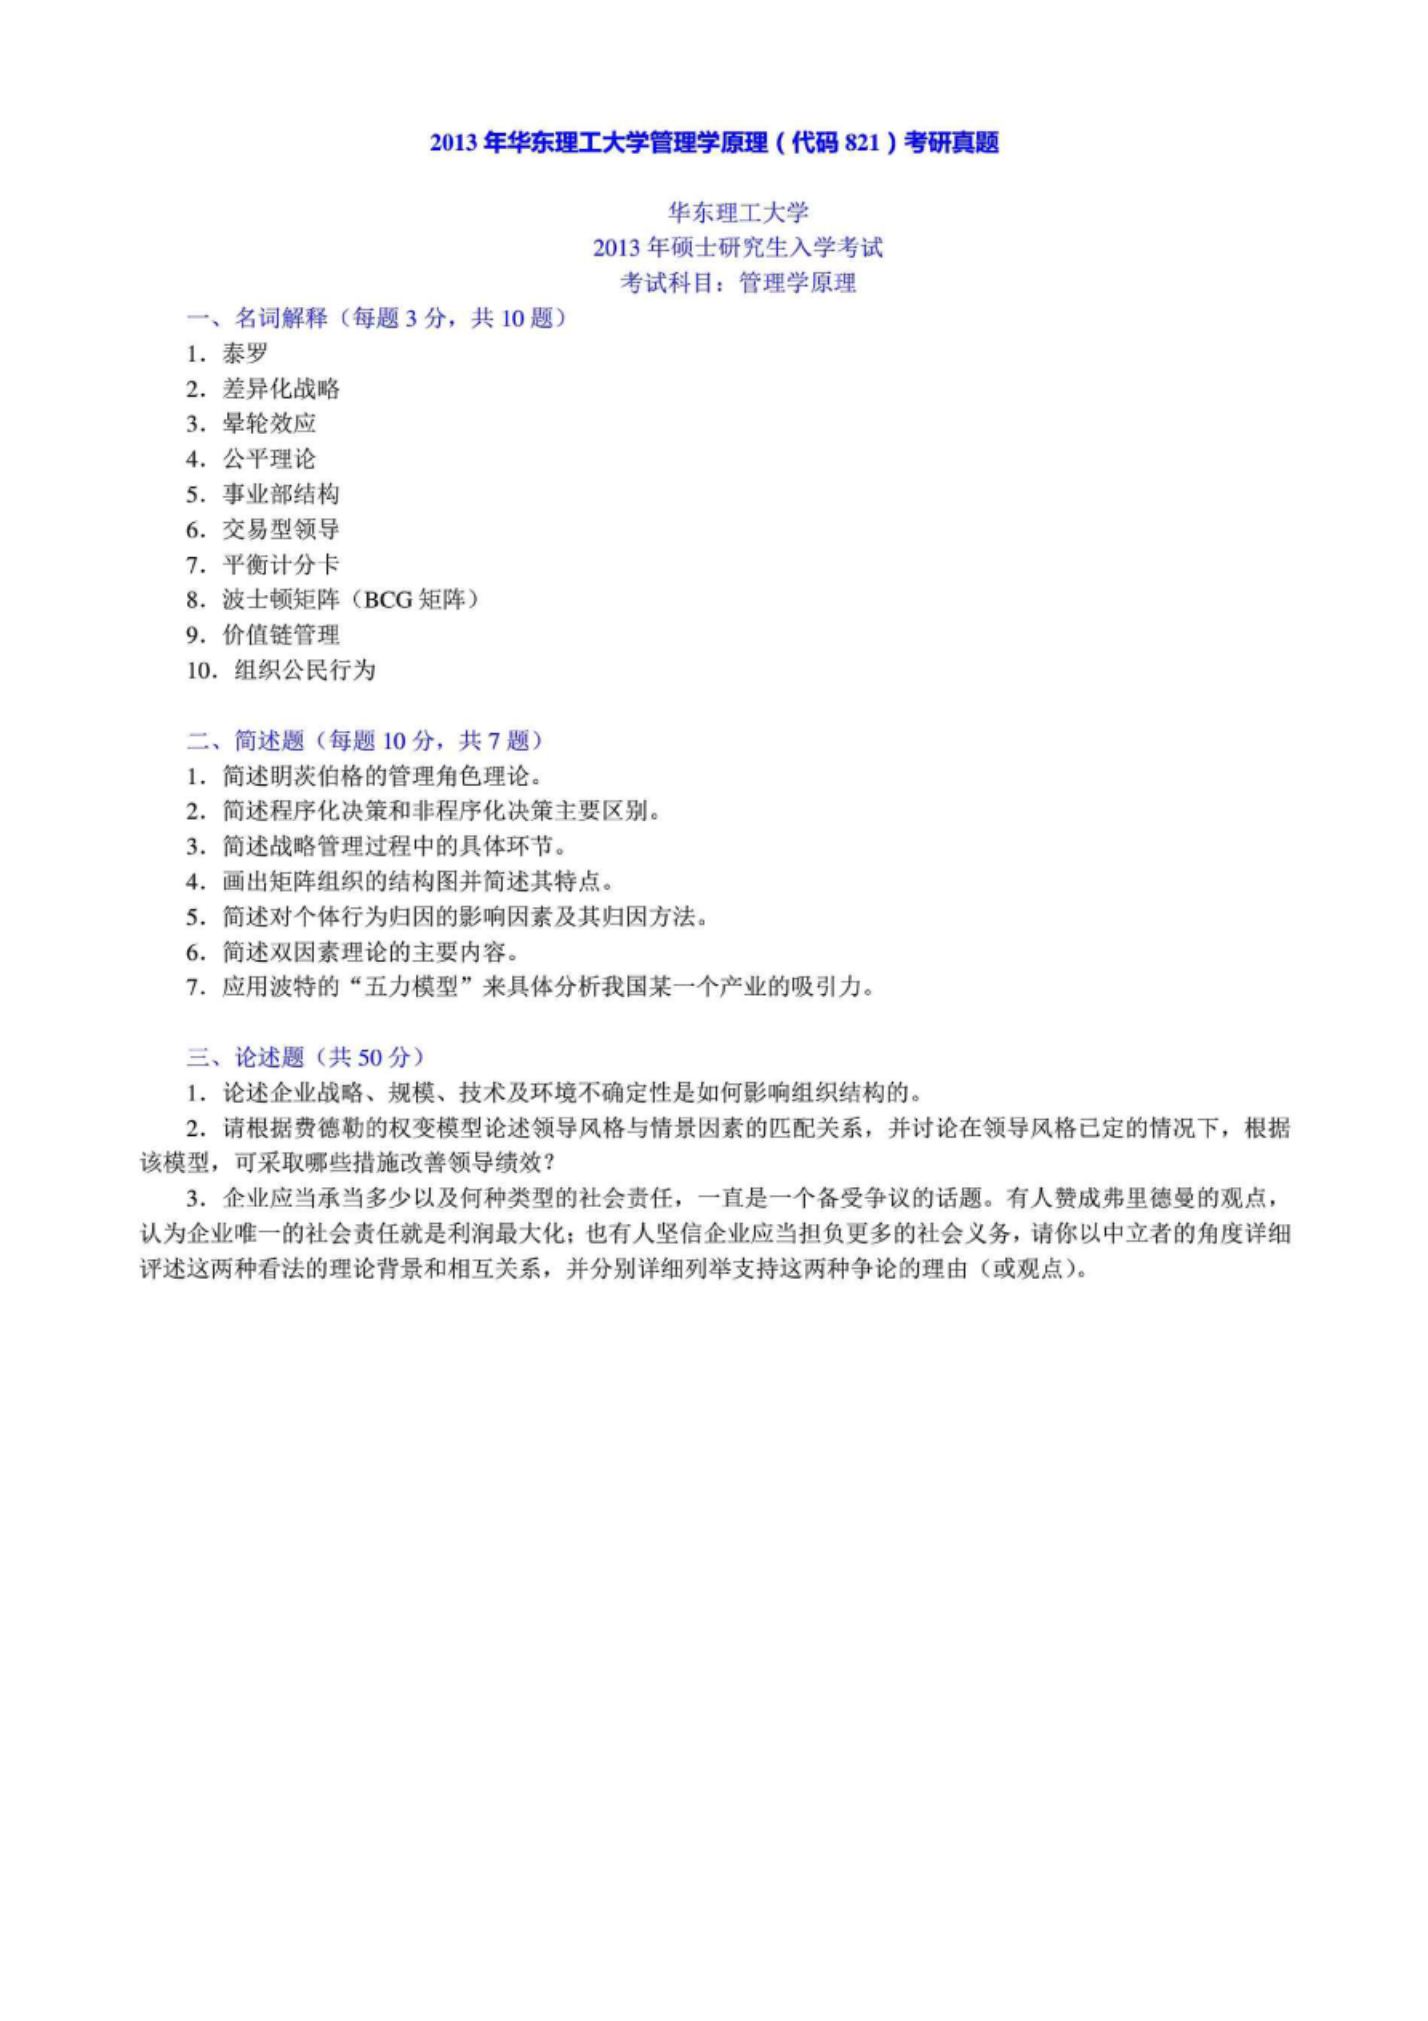 2013 年华东理工大学管理学原理（代码 821）考研真题
华东理工大学
2013 年硕士研究生入学考试
考试科目：管理学原理
一、名词解释（每题 3 分，共 10 题）
1．泰罗
2．差异化战略
3．晕轮效应
4．公平理论
5．事业部结构
6．交易型领导
7．平衡计分卡
8．波士顿矩阵（BCG 矩阵）
9．价值链管理
10．组织公民行为
二、简述题（每题 10 分，共 7 题）
1．简述明茨伯格的管理角色理论。
2．简述程序化决策和非程序化决策主要区别。
3．简述战略管理过程中的具体环节。
4．画出矩阵组织的结构图并简述其特点。
5．简述对个体行为归因的影响因素及其归因方法。
6．简述双因素理论的主要内容。
7．应用波特的“五力模型”来具体分析我国某一个产业的吸引力。
三、论述题（共 50 分）
1．论述企业战略、规模、技术及环境不确定性是如何影响组织结构的。
2．请根据费德勒的权变模型论述领导风格与情景因素的匹配关系，并讨论在领导风格已定的情况下，根据
该模型，可采取哪些措施改善领导绩效？
3．企业应当承当多少以及何种类型的社会责任，一直是一个备受争议的话题。有人赞成弗里德曼的观点，
认为企业唯一的社会责任就是利润最大化；也有人坚信企业应当担负更多的社会义务，请你以中立者的角度详细
评述这两种看法的理论背景和相互关系，并分别详细列举支持这两种争论的理由（或观点）。